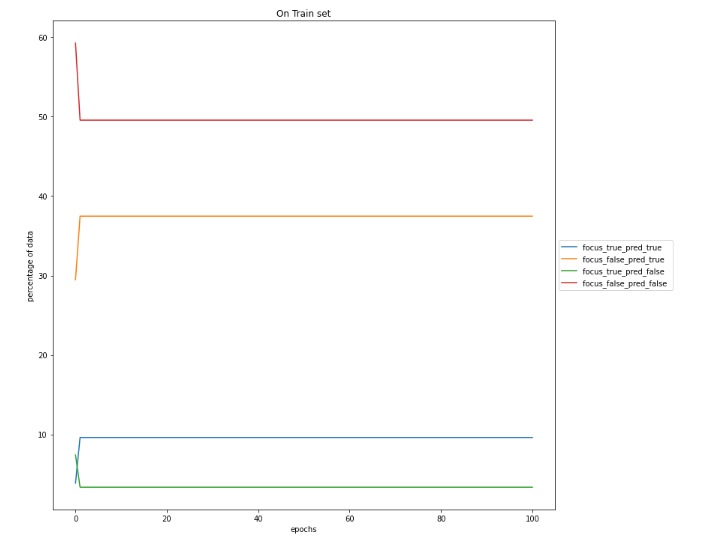 On Train set
60
50
40
30
20
10
percentage of data
0 20 40 60 80 100
epochs
focus_true_pred_true
focus_false_pred_true
focus_true_pred_false
focus_false_pred_false